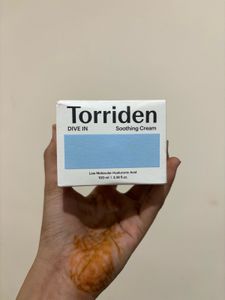 Torriden
DIVE IN Soothing Cream
Low Molecular Hyaluronic Acid
100 ml | 3.38 fl.oz.